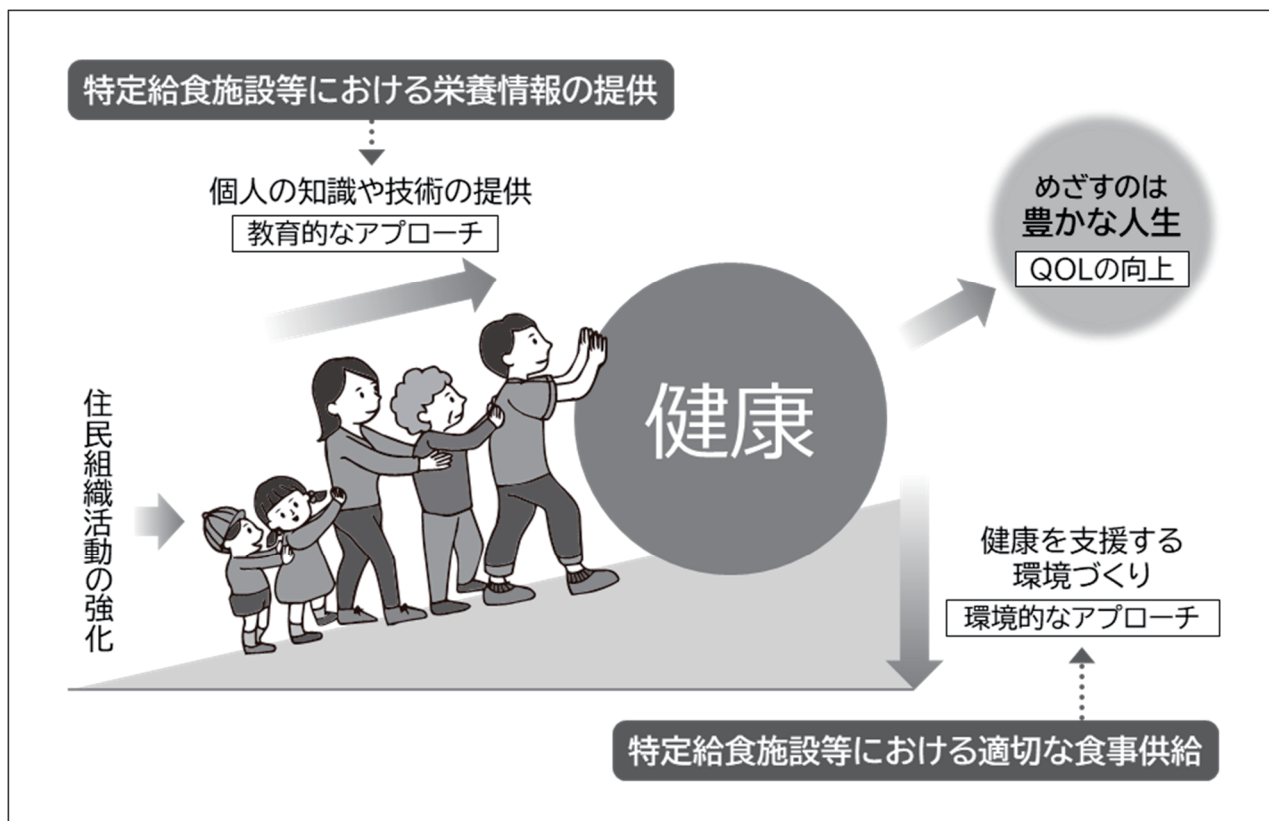 特定給食施設等における栄養情報の提供
個人の知識や技術の提供
教育的なアプローチ
めざすのは
豊かな人生
QOLの向上
健康
住民組織活動の強化
健康を支援する
環境づくり
環境的なアプローチ
特定給食施設等における適切な食事供給